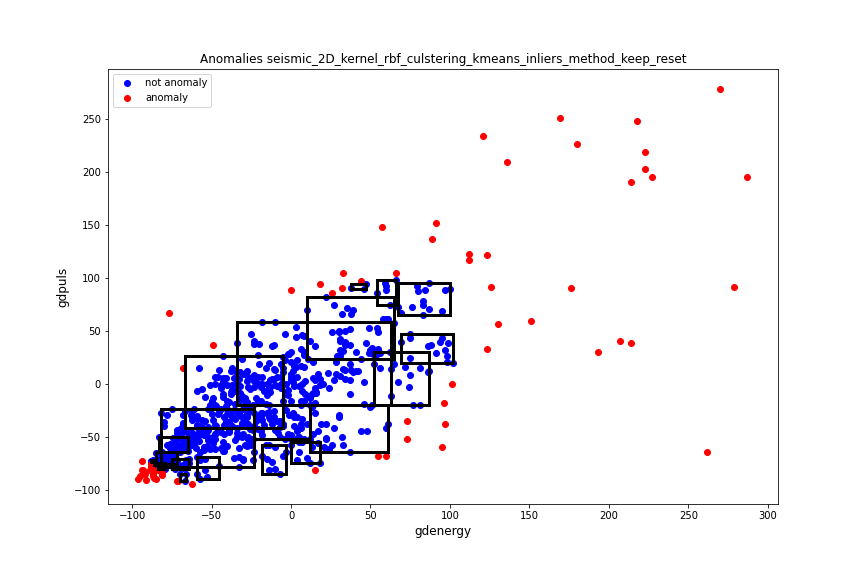 Anomalies seismic_2D_kernel_rbf_culstering_kmeans_inliers_method_keep_reset
not anomaly
anomaly
gdpuls
250
200
150
100
50
0
−50
−100
−100 −50 0 50 100 150 200 250 300
gdenergy